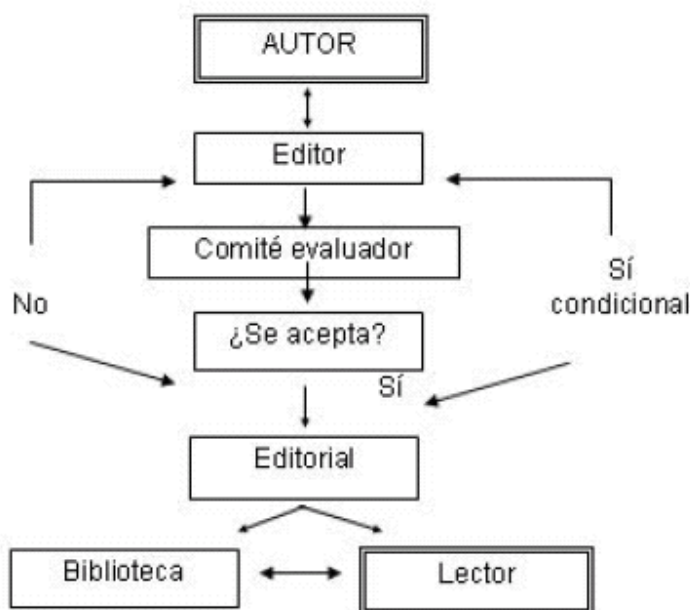 AUTOR
Editor
Comité evaluador
No
Sí
condicional
¿Se acepta?
Sí
Editorial
Biblioteca
Lector